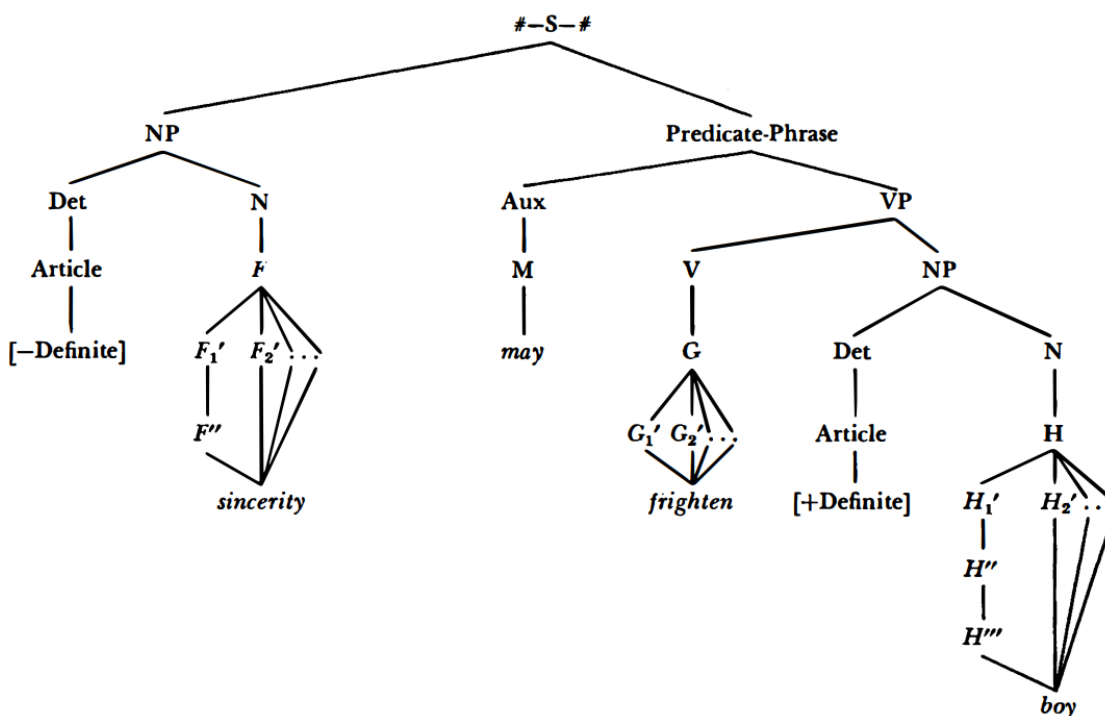 #–S–#
NP Predicate-Phrase
Det N Aux VP
Article F M V NP
[−Definite] F₁′ F₂′ . . . may G Det N
F″ G₁′ G₂′ . . . Article H
sincerity frighten [+Definite] H₁′ H₂′ . .
H″
H‴
boy